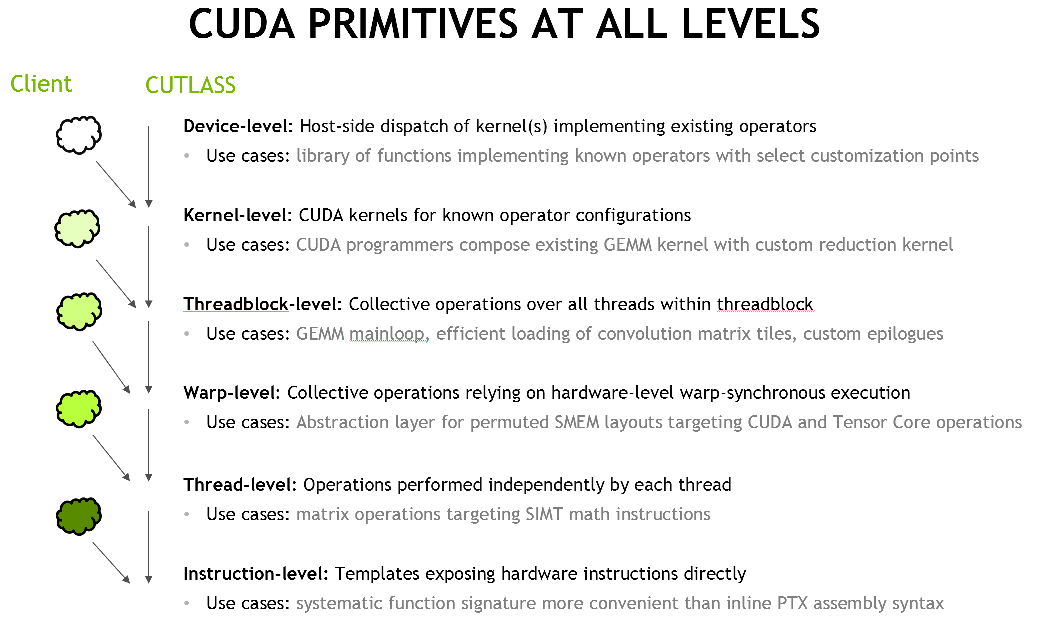 CUDA PRIMITIVES AT ALL LEVELS
Client
CUTLASS
Device-level: Host-side dispatch of kernel(s) implementing existing operators
• Use cases: library of functions implementing known operators with select customization points
Kernel-level: CUDA kernels for known operator configurations
• Use cases: CUDA programmers compose existing GEMM kernel with custom reduction kernel
Threadblock-level: Collective operations over all threads within threadblock
• Use cases: GEMM mainloop, efficient loading of convolution matrix tiles, custom epilogues
Warp-level: Collective operations relying on hardware-level warp-synchronous execution
• Use cases: Abstraction layer for permuted SMEM layouts targeting CUDA and Tensor Core operations
Thread-level: Operations performed independently by each thread
• Use cases: matrix operations targeting SIMT math instructions
Instruction-level: Templates exposing hardware instructions directly
• Use cases: systematic function signature more convenient than inline PTX assembly syntax